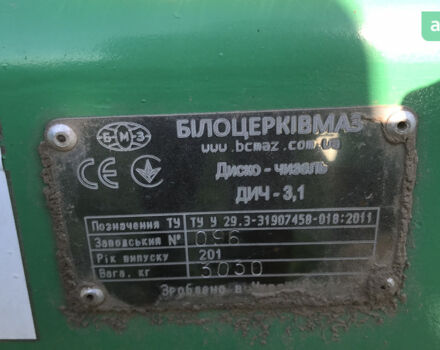 Б М З
БІЛОЦЕРКІВМАЗ
www.bcmaz.com.ua
CE
Диско - чизель
ДИЧ - 3,1
Позначення ТУ ТУ У 29.3-31907458-018:2011
Заводський № 096
Рік випуску 201
Вага, кг 3030
Зроблено в